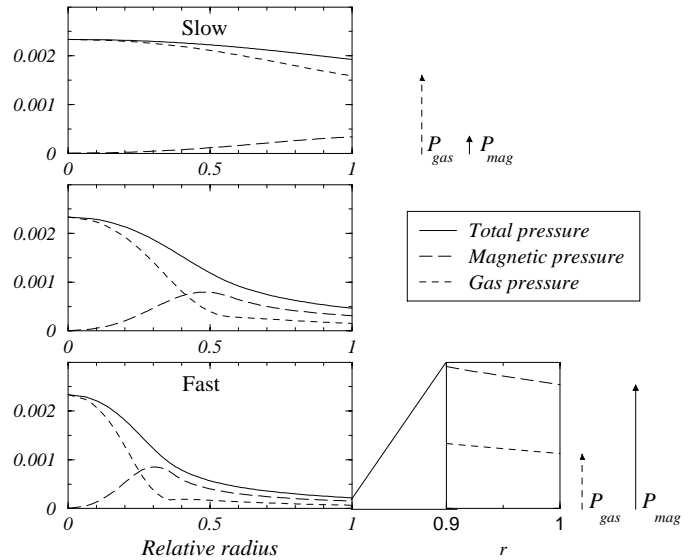 Slow
0.002
0.001
0
0 0.5 1
P gas P mag
0.002
0.001
0
0 0.5 1
Total pressure
Magnetic pressure
Gas pressure
Fast
0.002
0.001
0
0 0.5 1 0.9 1
P gas P mag
Relative radius r